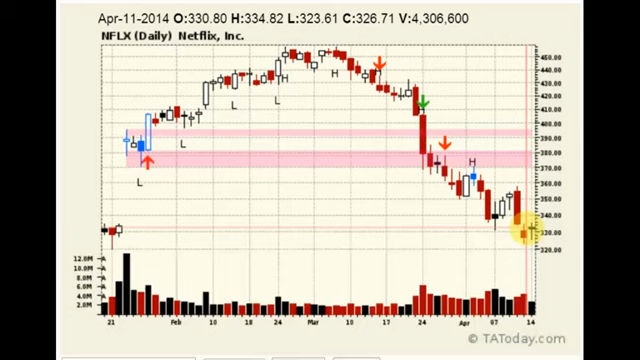 Apr-11-2014 O:330.80 H:334.82 L:323.61 C:326.71 V:4,306,600
NFLX (Daily) Netflix, Inc.
450.00
440.00
430.00
420.00
410.00
400.00
390.00
380.00
370.00
360.00
350.00
340.00
330.00
320.00
H
H
H
H
L
L
L
L
12.0M
10.0M
8.0M
6.0M
4.0M
2.0M
21 Feb 10 18 24 Mar 10 17 24 Apr 07 14
© TAToday.com